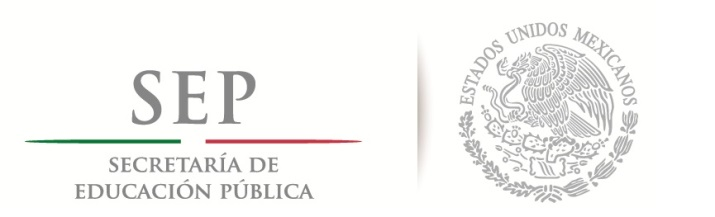 SEP
SECRETARÍA DE
EDUCACIÓN PÚBLICA
ESTADOS UNIDOS MEXICANOS